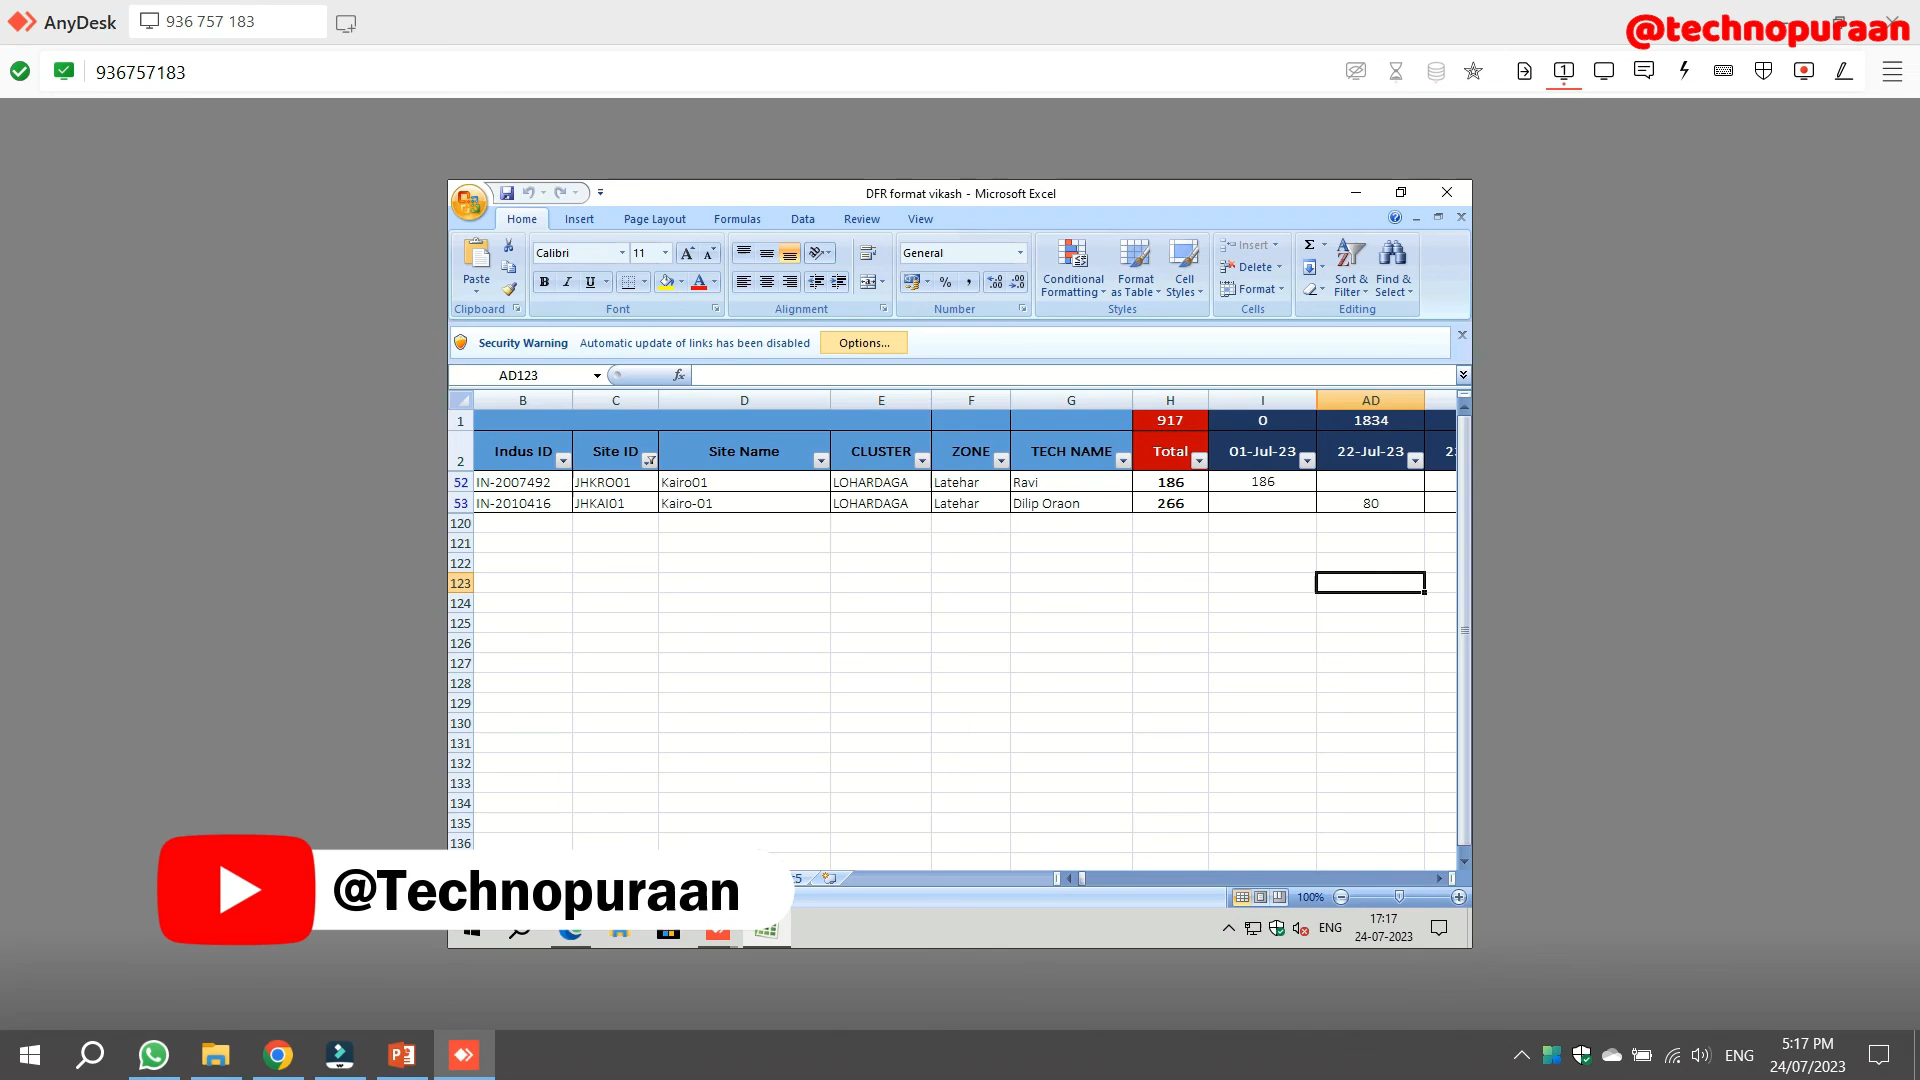 AnyDesk 936 757 183
@technopuraan
936757183 1
DFR format vikash - Microsoft Excel
Home Insert Page Layout Formulas Data Review View
Paste Calibri 11 A A General Conditional Formatting Format as Table Cell Styles Insert Delete Format Σ Sort & Filter Find & Select
B I U A % ,
Clipboard Font Alignment Number Styles Cells Editing
Security Warning Automatic update of links has been disabled Options...
AD123 fx
B C D E F G H I AD
1 917 0 1834
2 Indus ID Site ID Site Name CLUSTER ZONE TECH NAME Total 01-Jul-23 22-Jul-23
52 IN-2007492 JHKRO01 Kairo01 LOHARDAGA Latehar Ravi 186 186
53 IN-2010416 JHKAI01 Kairo-01 LOHARDAGA Latehar Dilip Oraon 266 80
120
121
122
123
124
125
126
127
128
129
130
131
132
133
134
135
136
@Technopuraan
100%
ENG 17:17
24-07-2023
ENG 5:17 PM
24/07/2023